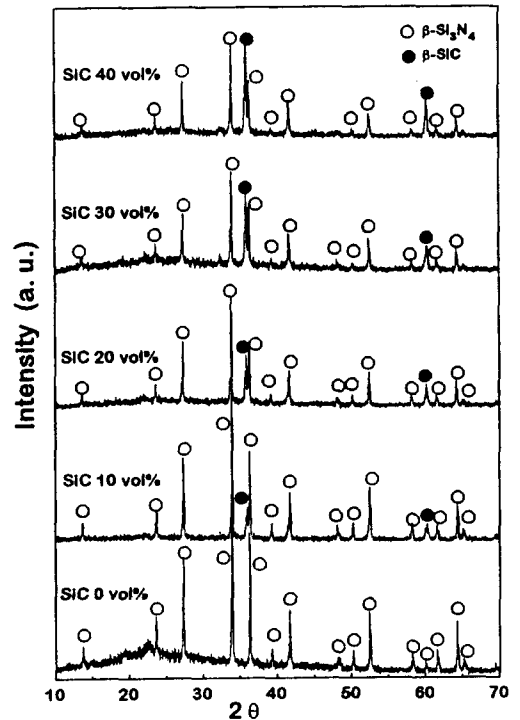 β-Si₃N₄
β-SiC
SiC 40 vol%
SiC 30 vol%
SiC 20 vol%
SiC 10 vol%
SiC 0 vol%
Intensity (a. u.)
10 20 30 40 50 60 70
2 θ